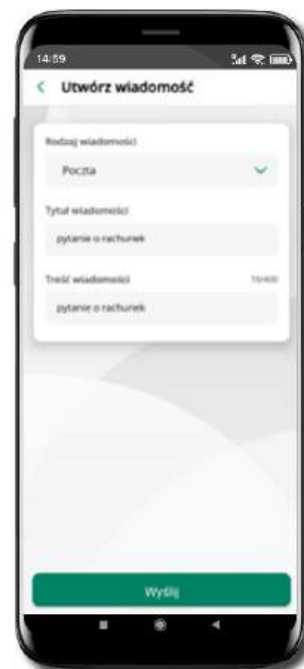 14:59
Utwórz wiadomość
Rodzaj wiadomości
Poczta
Tytuł wiadomości
pytanie o rachunek
Treść wiadomości
pytanie o rachunek
Wyślij